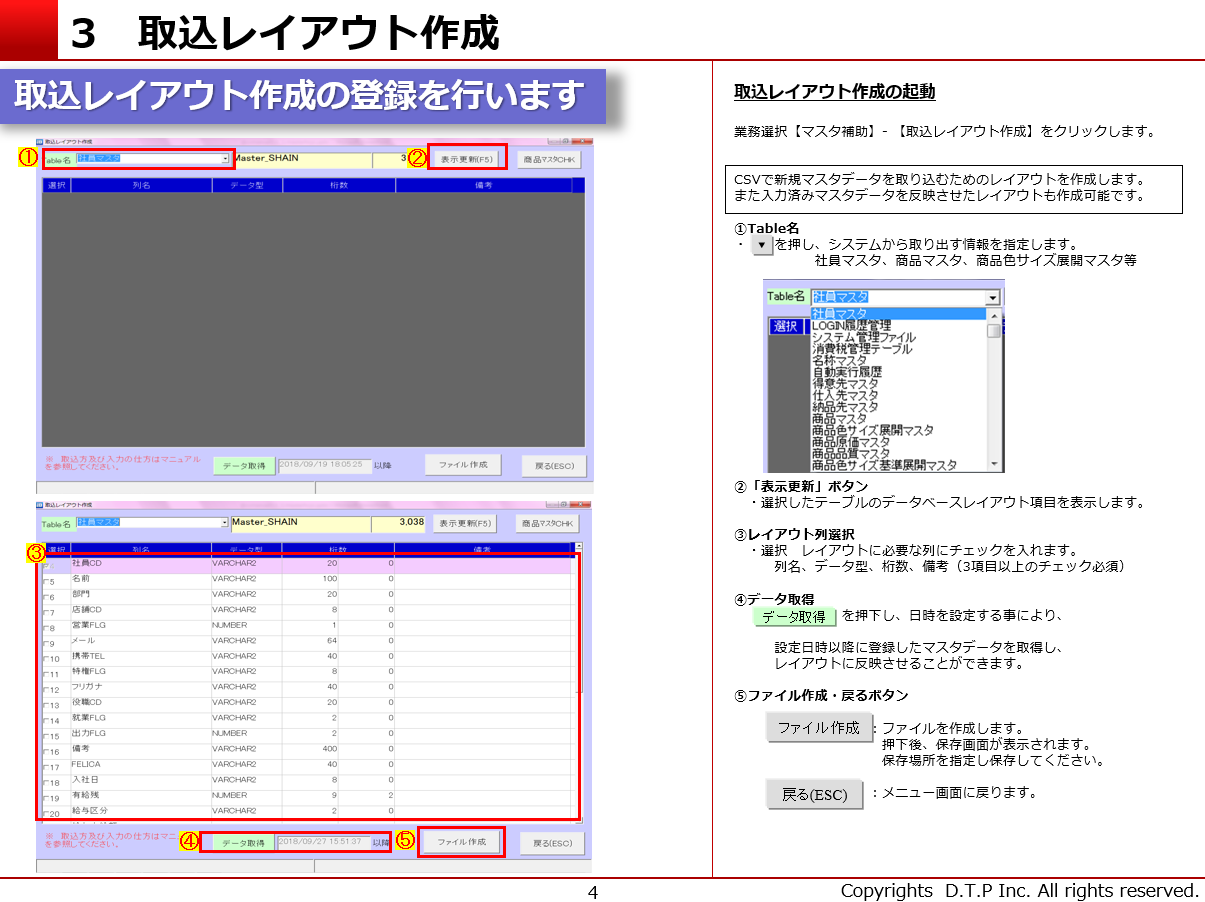 3　取込レイアウト作成
取込レイアウト作成の登録を行います
取込レイアウト作成
①
Table名 社員マスタ Master_SHAIN 3 ② 表示更新(F5) 商品マスタCHK
選択 列名 データ型 桁数 備考
※ 取込方及び入力の仕方はマニュアル
を参照してください。
データ取得 2018/09/19 18:05:25 以降 ファイル作成 戻る(ESC)
取込レイアウト作成
Table名 社員マスタ Master_SHAIN 3,038 表示更新(F5) 商品マスタCHK
③
選択 列名 データ型 桁数 備考
社員CD VARCHAR2 20 0
5 名前 VARCHAR2 100 0
6 部門 VARCHAR2 20 0
7 店舗CD VARCHAR2 8 0
8 営業FLG NUMBER 1 0
9 メール VARCHAR2 64 0
10 携帯TEL VARCHAR2 40 0
11 特権FLG VARCHAR2 8 0
12 フリガナ VARCHAR2 40 0
13 役職CD VARCHAR2 20 0
14 就業FLG VARCHAR2 2 0
15 出力FLG NUMBER 2 0
16 備考 VARCHAR2 400 0
17 FELICA VARCHAR2 40 0
18 入社日 VARCHAR2 8 0
19 有給残 NUMBER 9 2
20 給与区分 VARCHAR2 2 0
※ 取込方及び入力の仕方はマニュ
を参照してください。
④ データ取得 2018/09/27 15:51:37 以降 ⑤ ファイル作成 戻る(ESC)
取込レイアウト作成の起動
業務選択【マスタ補助】- 【取込レイアウト作成】をクリックします。
CSVで新規マスタデータを取り込むためのレイアウトを作成します。
また入力済みマスタデータを反映させたレイアウトも作成可能です。
①Table名
・ ▼ を押し、システムから取り出す情報を指定します。
社員マスタ、商品マスタ、商品色サイズ展開マスタ等
Table名 社員マスタ
選択
社員マスタ
LOGIN履歴管理
システム管理ファイル
消費税管理テーブル
名称マスタ
自動実行履歴
得意先マスタ
仕入先マスタ
納品先マスタ
商品マスタ
商品色サイズ展開マスタ
商品原価マスタ
商品品質マスタ
商品色サイズ基準展開マスタ
②「表示更新」ボタン
・選択したテーブルのデータベースレイアウト項目を表示します。
③レイアウト列選択
・選択　レイアウトに必要な列にチェックを入れます。
列名、データ型、桁数、備考（3項目以上のチェック必須）
④データ取得
データ取得 を押下し、日時を設定する事により、
設定日時以降に登録したマスタデータを取得し、
レイアウトに反映させることができます。
⑤ファイル作成・戻るボタン
ファイル作成 ：ファイルを作成します。
押下後、保存画面が表示されます。
保存場所を指定し保存してください。
戻る(ESC) ：メニュー画面に戻ります。
4
Copyrights D.T.P Inc. All rights reserved.